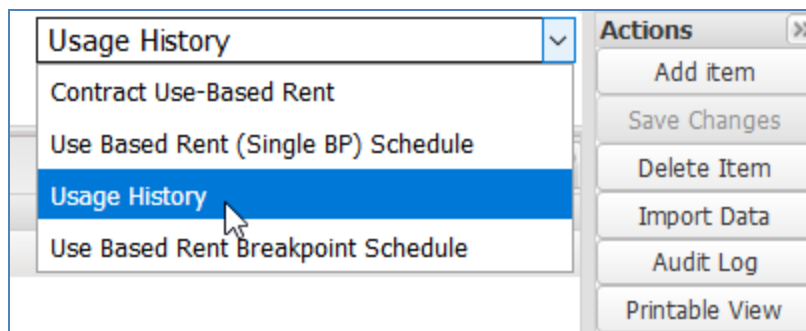 Usage History
Contract Use-Based Rent
Use Based Rent (Single BP) Schedule
Usage History
Use Based Rent Breakpoint Schedule
Actions
Add item
Save Changes
Delete Item
Import Data
Audit Log
Printable View